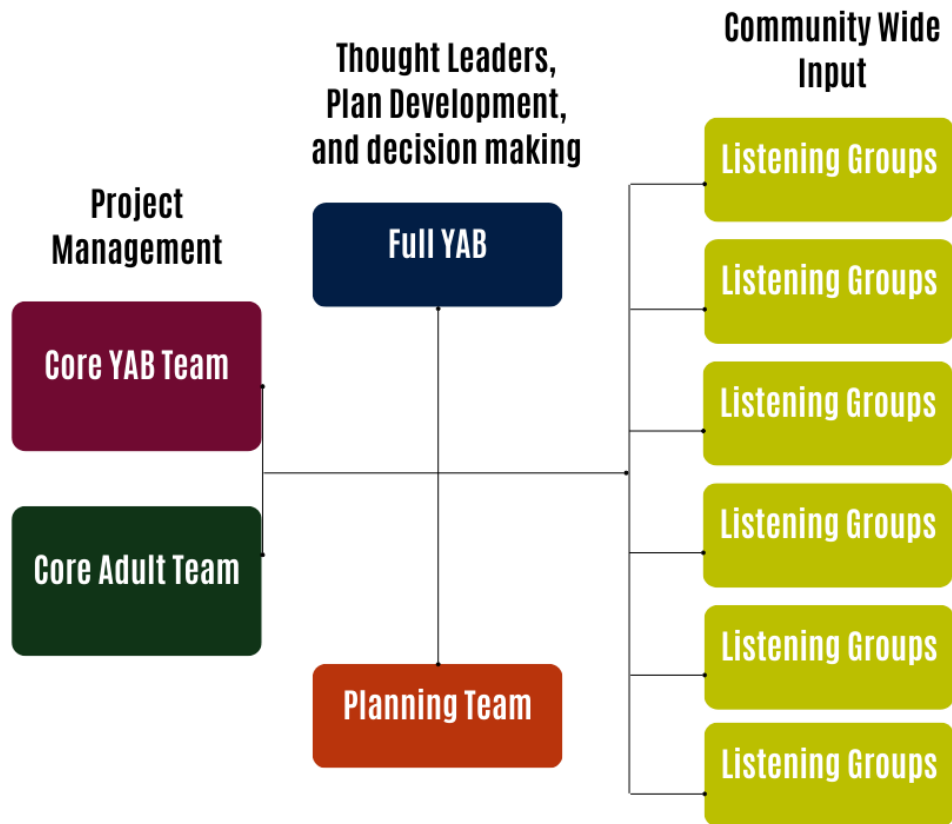 Project
Management
Core YAB Team
Core Adult Team
Thought Leaders,
Plan Development,
and decision making
Full YAB
Planning Team
Community Wide
Input
Listening Groups
Listening Groups
Listening Groups
Listening Groups
Listening Groups
Listening Groups